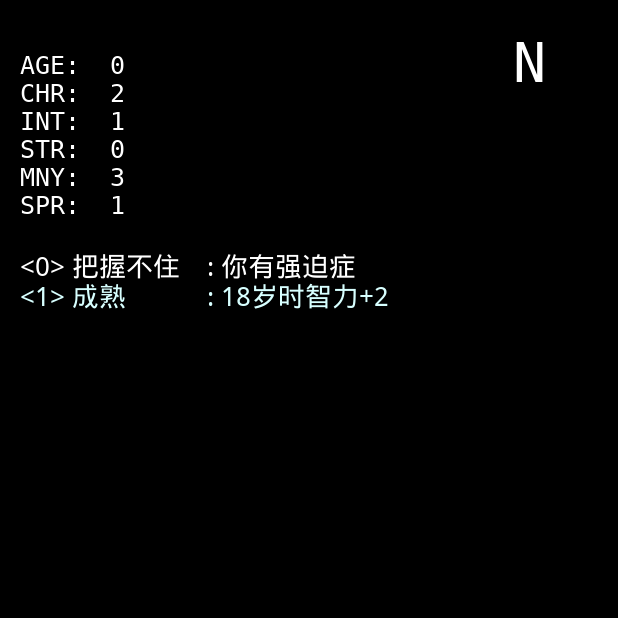 N
AGE: 0
CHR: 2
INT: 1
STR: 0
MNY: 3
SPR: 1
<0> 把握不住 : 你有强迫症
<1> 成熟 : 18岁时智力+2